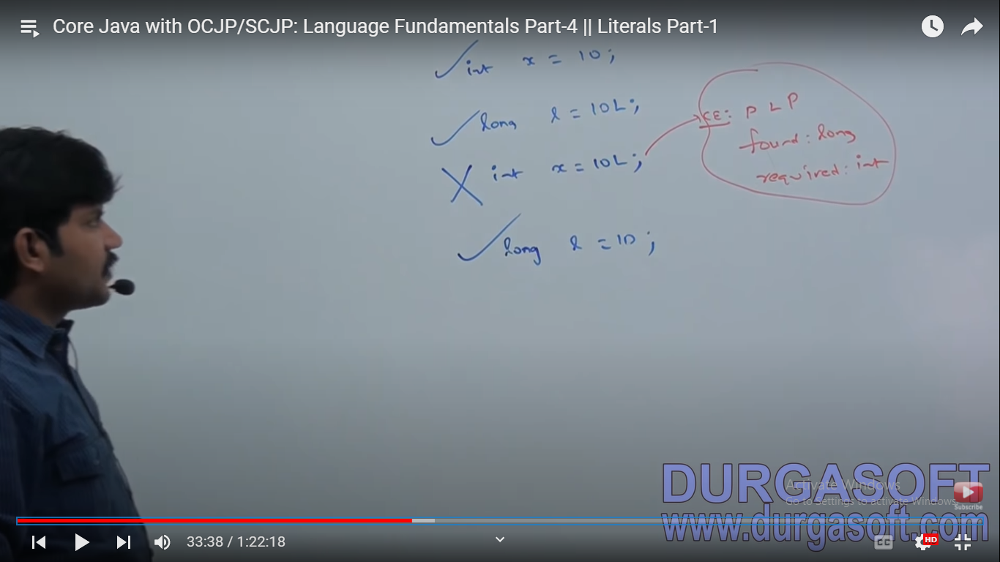 Core Java with OCJP/SCJP: Language Fundamentals Part-4 || Literals Part-1
int x = 10;
long l = 10L;
int x = 10L;
CE: P L P
found: long
required: int
long l = 10;
DURGASOFT
Activate Windows
Go to Settings to activate Windows.
Subscribe
www.durgasoft.com
33:38 / 1:22:18
CC
HD